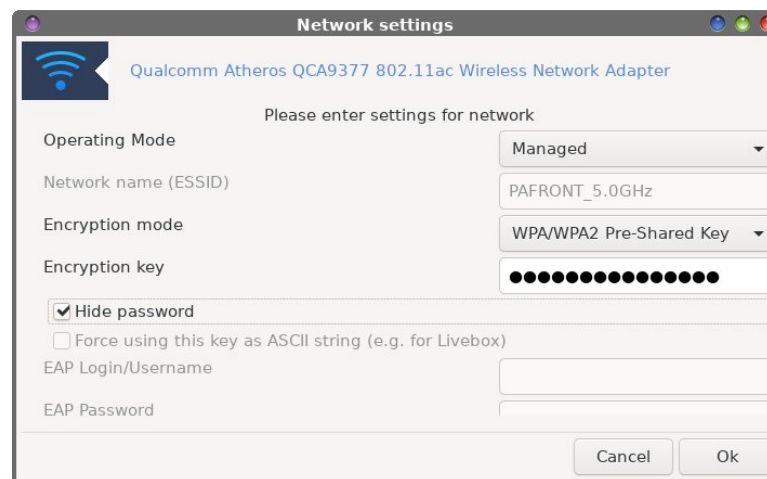 Network settings
Qualcomm Atheros QCA9377 802.11ac Wireless Network Adapter
Please enter settings for network
Operating Mode
Managed
Network name (ESSID)
PAFRONT_5.0GHz
Encryption mode
WPA/WPA2 Pre-Shared Key
Encryption key
●●●●●●●●●●●●●●●
Hide password
Force using this key as ASCII string (e.g. for Livebox)
EAP Login/Username
EAP Password
Cancel Ok